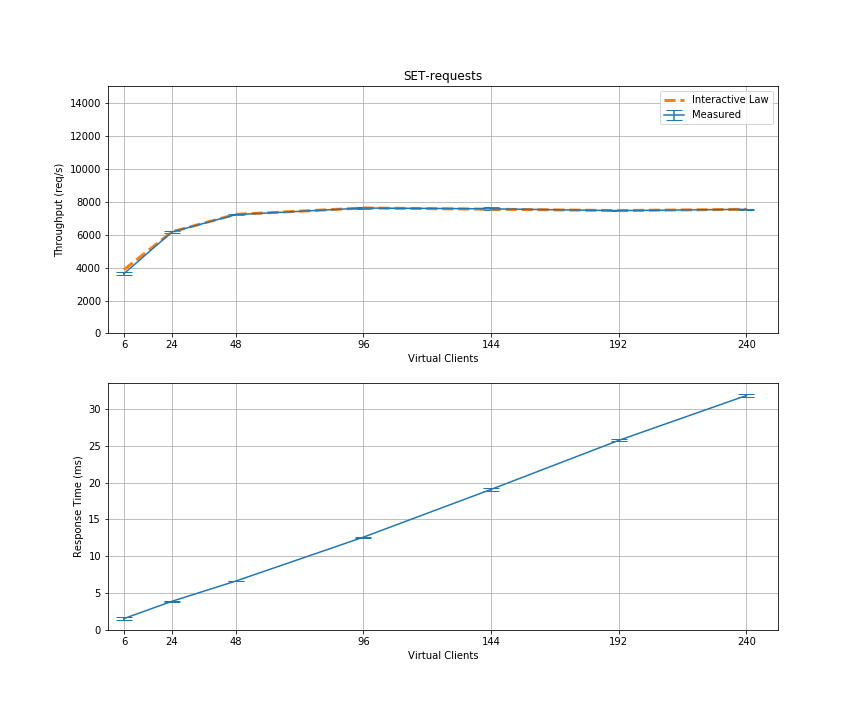 SET-requests
Interactive Law
Measured
14000
12000
10000
8000
6000
4000
2000
0
Throughput (req/s)
6 24 48 96 144 192 240
Virtual Clients
30
25
20
15
10
5
0
Response Time (ms)
6 24 48 96 144 192 240
Virtual Clients